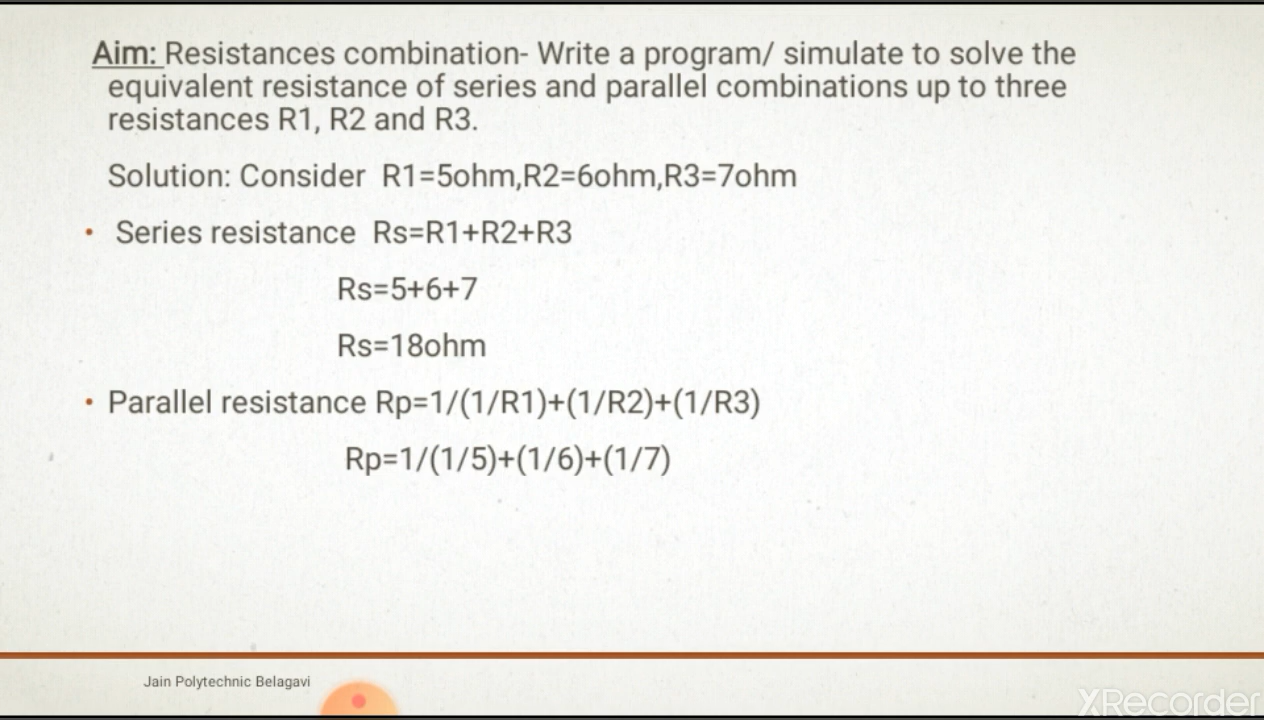 Aim: Resistances combination- Write a program/ simulate to solve the
equivalent resistance of series and parallel combinations up to three
resistances R1, R2 and R3.
Solution: Consider R1=5ohm,R2=6ohm,R3=7ohm
• Series resistance Rs=R1+R2+R3
Rs=5+6+7
Rs=18ohm
• Parallel resistance Rp=1/(1/R1)+(1/R2)+(1/R3)
Rp=1/(1/5)+(1/6)+(1/7)
Jain Polytechnic Belagavi
XRecorder